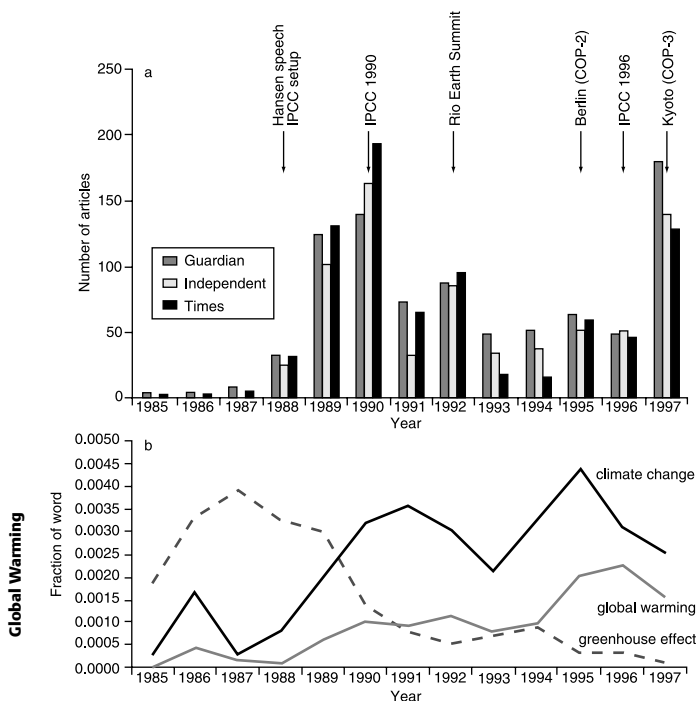 a
Hansen speech
IPCC setup
IPCC 1990
Rio Earth Summit
Berlin (COP-2)
IPCC 1996
Kyoto (COP-3)
Number of articles
250
200
150
100
50
0
Guardian
Independent
Times
1985 1986 1987 1988 1989 1990 1991 1992 1993 1994 1995 1996 1997
Year
b
Global Warming
Fraction of word
0.0050
0.0045
0.0040
0.0035
0.0030
0.0025
0.0020
0.0015
0.0010
0.0005
0.0000
climate change
global warming
greenhouse effect
1985 1986 1987 1988 1989 1990 1991 1992 1993 1994 1995 1996 1997
Year